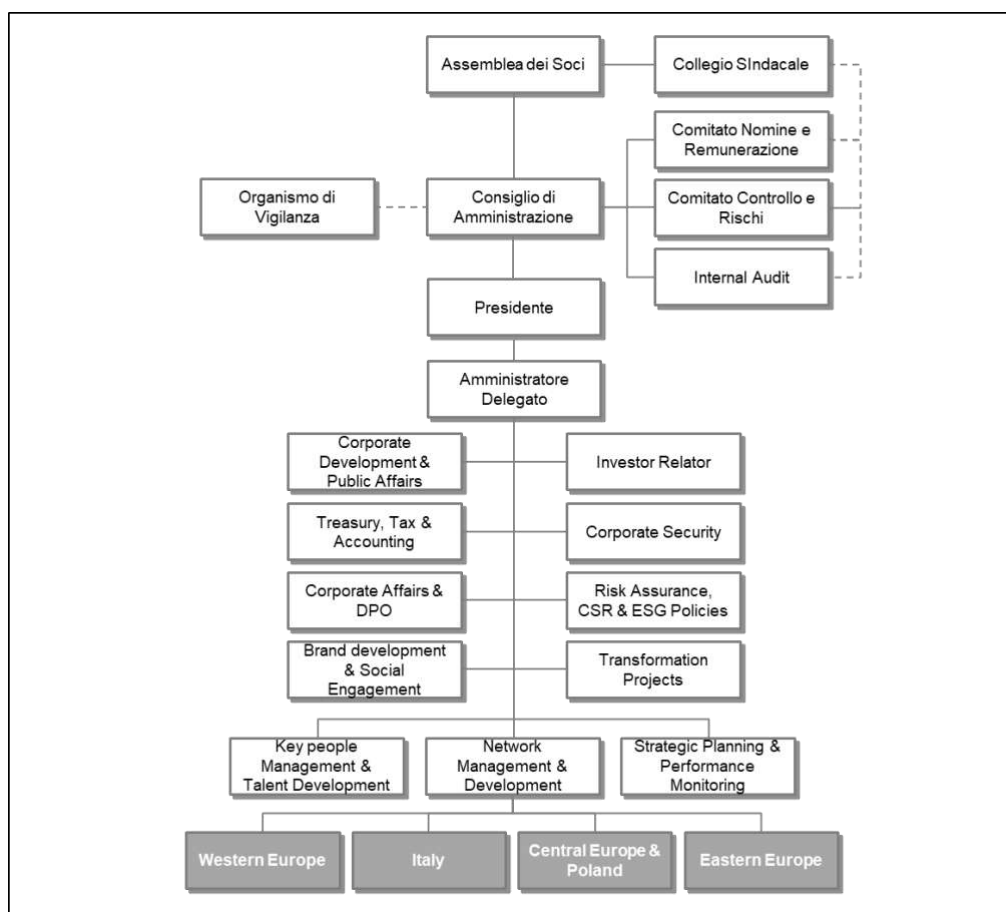 Assemblea dei Soci
Collegio SIndacale
Comitato Nomine e
Remunerazione
Organismo di
Vigilanza
Consiglio di
Amministrazione
Comitato Controllo e
Rischi
Internal Audit
Presidente
Amministratore
Delegato
Corporate
Development &
Public Affairs
Investor Relator
Treasury, Tax &
Accounting
Corporate Security
Corporate Affairs &
DPO
Risk Assurance,
CSR & ESG Policies
Brand development
& Social
Engagement
Transformation
Projects
Key people
Management &
Talent Development
Network
Management &
Development
Strategic Planning &
Performance
Monitoring
Western Europe
Italy
Central Europe &
Poland
Eastern Europe